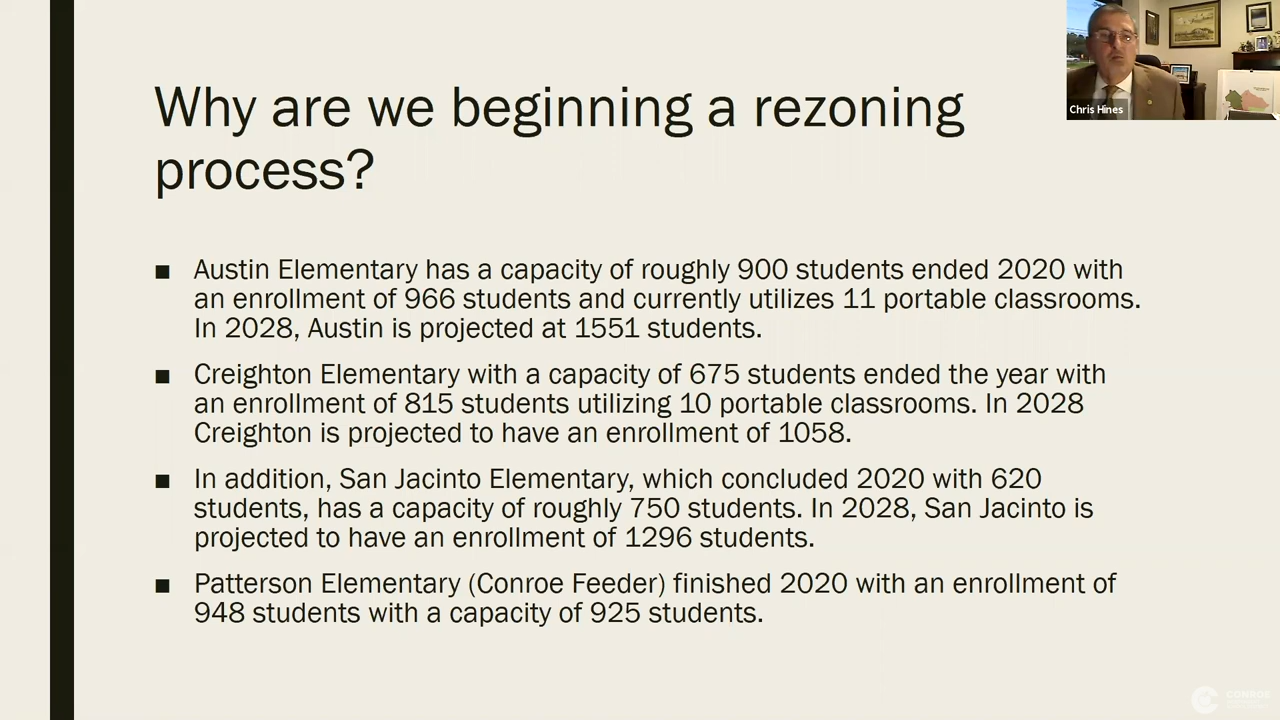 Why are we beginning a rezoning
process?
Chris Hines
■ Austin Elementary has a capacity of roughly 900 students ended 2020 with
an enrollment of 966 students and currently utilizes 11 portable classrooms.
In 2028, Austin is projected at 1551 students.
■ Creighton Elementary with a capacity of 675 students ended the year with
an enrollment of 815 students utilizing 10 portable classrooms. In 2028
Creighton is projected to have an enrollment of 1058.
■ In addition, San Jacinto Elementary, which concluded 2020 with 620
students, has a capacity of roughly 750 students. In 2028, San Jacinto is
projected to have an enrollment of 1296 students.
■ Patterson Elementary (Conroe Feeder) finished 2020 with an enrollment of
948 students with a capacity of 925 students.
CONROE